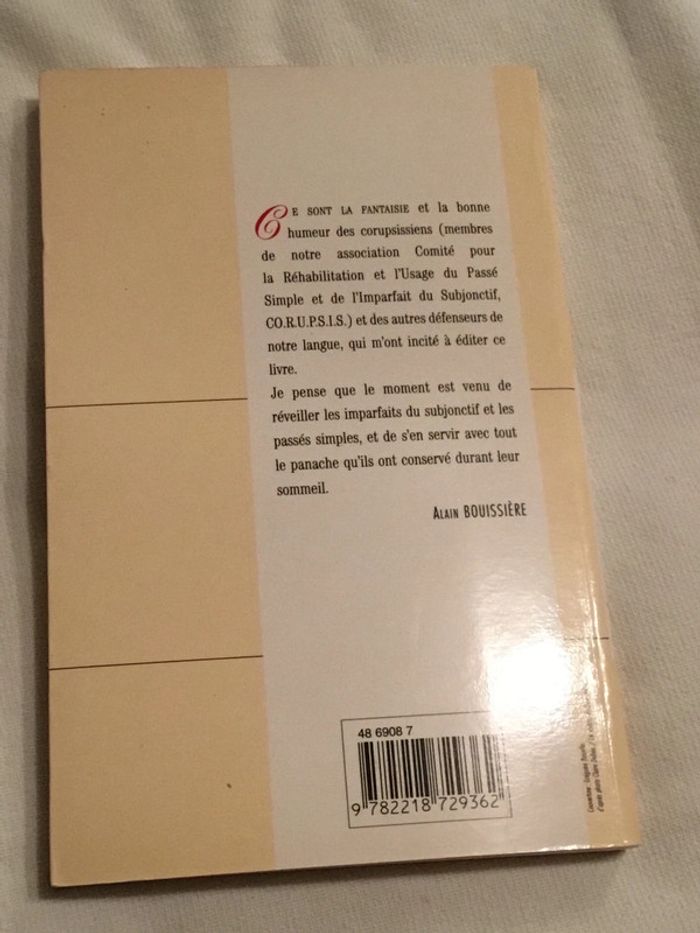 CE SONT LA FANTAISIE et la bonne
humeur des corupsissiens (membres
de notre association Comité pour
la Réhabilitation et l'Usage du Passé
Simple et de l'Imparfait du Subjonctif,
CO.R.U.P.S.I.S.) et des autres défenseurs de
notre langue, qui m'ont incité à éditer ce
livre.
Je pense que le moment est venu de
réveiller les imparfaits du subjonctif et les
passés simples, et de s'en servir avec tout
le panache qu'ils ont conservé durant leur
sommeil.
ALAIN BOUISSIÈRE
48 6908 7
9 782218 729362
Couverture :
d'après photo Claire